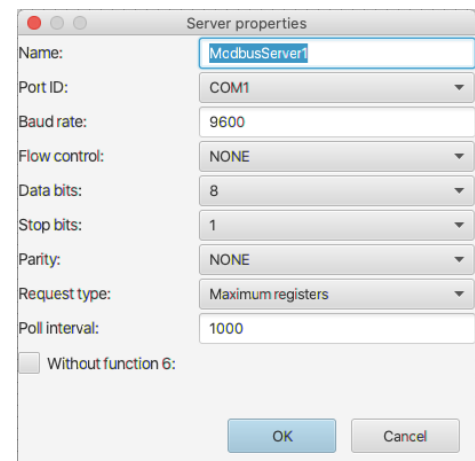 Server properties
Name: ModbusServer1
Port ID: COM1
Baud rate: 9600
Flow control: NONE
Data bits: 8
Stop bits: 1
Parity: NONE
Request type: Maximum registers
Poll interval: 1000
Without function 6:
OK Cancel